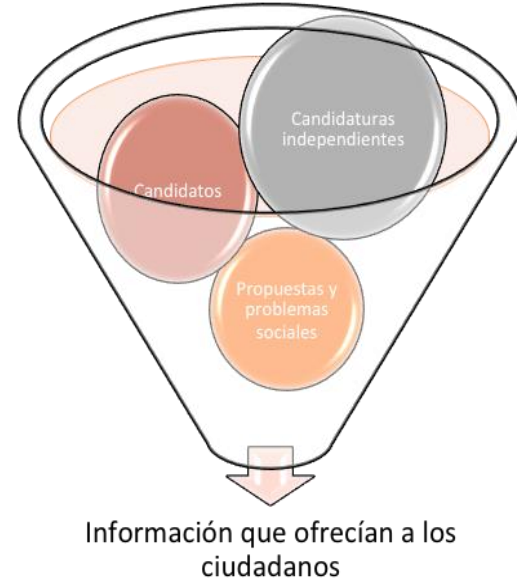 Candidaturas
independientes
Candidatos
Propuestas y
problemas
sociales
Información que ofrecían a los
ciudadanos